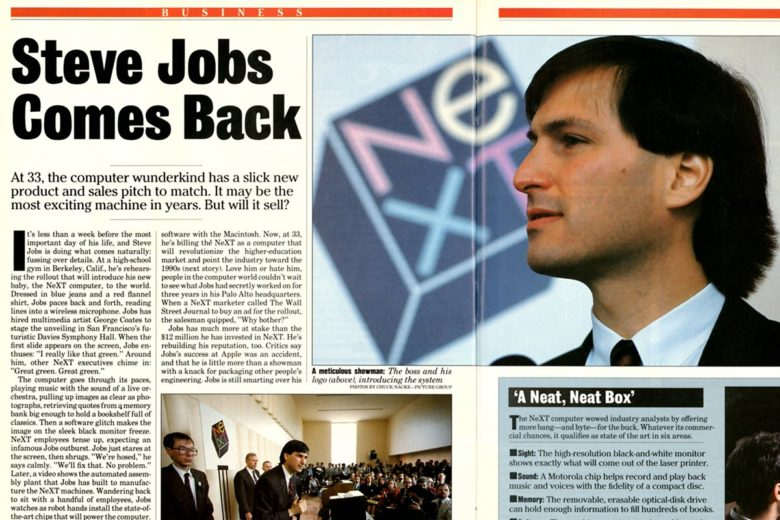 BUSINESS
Steve Jobs
Comes Back
At 33, the computer wunderkind has a slick new
product and sales pitch to match. It may be the
most exciting machine in years. But will it sell?
It's less than a week before the most
important day of his life, and Steve
Jobs is doing what comes naturally:
fussing over details. At a high-school
gym in Berkeley, Calif., he's rehears-
ing the rollout that will introduce his new
baby, the NeXT computer, to the world.
Dressed in blue jeans and a red flannel
shirt, Jobs paces back and forth, reading
lines into a wireless microphone. Jobs has
hired multimedia artist George Coates to
stage the unveiling in San Francisco's fu-
turistic Davies Symphony Hall. When the
first slide appears on the screen, Jobs en-
thuses: "I really like that green." Around
him, other NeXT executives chime in:
"Great green. Great green."
The computer goes through its paces,
playing music with the sound of a live or-
chestra, pulling up images as clear as pho-
tographs, retrieving quotes from a memory
bank big enough to hold a bookshelf full of
classics. Then a software glitch makes the
image on the sleek black monitor freeze.
NeXT employees tense up, expecting an
infamous Jobs outburst. Jobs just stares at
the screen, then shrugs. "We're hosed," he
says calmly. "We'll fix that. No problem."
Later, a video shows the automated assem-
bly plant that Jobs has built to manufac-
ture the NeXT machines. Wandering back
to sit with a handful of employees, Jobs
watches as robot hands install the state-of-
the-art chips that will power the computer.
software with the Macintosh. Now, at 33,
he's billing the NeXT as a computer that
will revolutionize the higher-education
market and point the industry toward the
1990s (next story). Love him or hate him,
people in the computer world couldn't wait
to see what Jobs had secretly worked on for
three years in his Palo Alto headquarters.
When a NeXT marketer called The Wall
Street Journal to buy an ad for the rollout,
the salesman quipped, "Why bother?"
Jobs has much more at stake than the
$12 million he has invested in NeXT. He's
rebuilding his reputation, too. Critics say
Jobs's success at Apple was an accident,
and that he is little more than a showman
with a knack for packaging other people's
engineering. Jobs is still smarting over his
NeXT
A meticulous showman: The boss and his
logo (above), introducing the system
PHOTOS BY CHUCK NACKE—PICTURE GROUP
'A Neat, Neat Box'
The NeXT computer wowed industry analysts by offering
more bang—and byte—for the buck. Whatever its commer-
cial chances, it qualifies as state of the art in six areas.
Sight: The high-resolution black-and-white monitor
shows exactly what will come out of the laser printer.
Sound: A Motorola chip helps record and play back
music and voices with the fidelity of a compact disc.
Memory: The removable, erasable optical-disk drive
can hold enough information to fill hundreds of books.